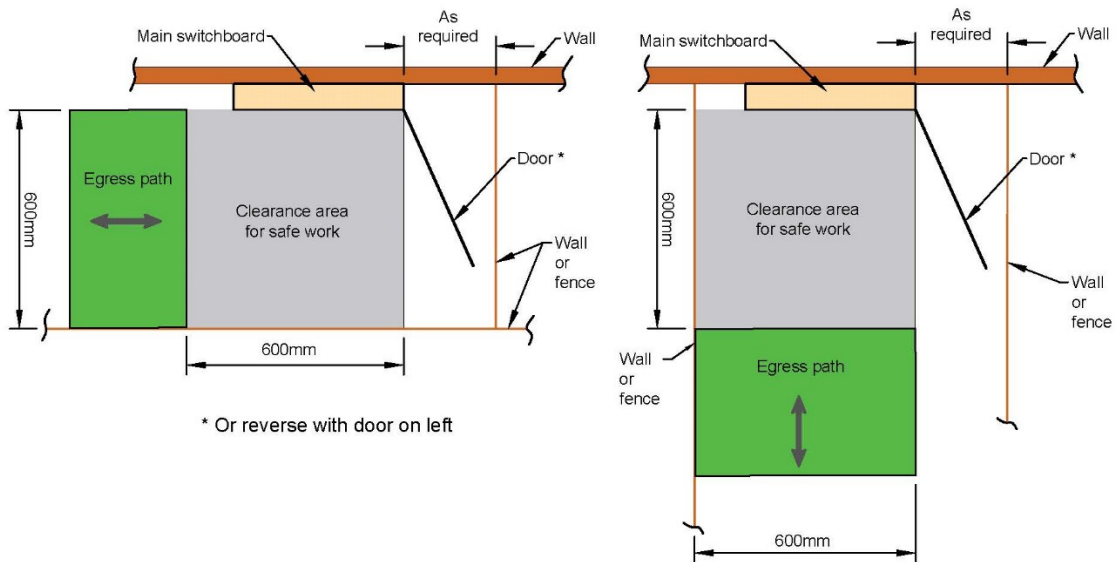 As
required
Wall
Main switchboard
Egress path
600mm
Clearance area
for safe work
Door *
Wall
or
fence
600mm
* Or reverse with door on left
As
required
Wall
Main switchboard
600mm
Clearance area
for safe work
Door *
Wall
or
fence
Wall
or
fence
Egress path
600mm